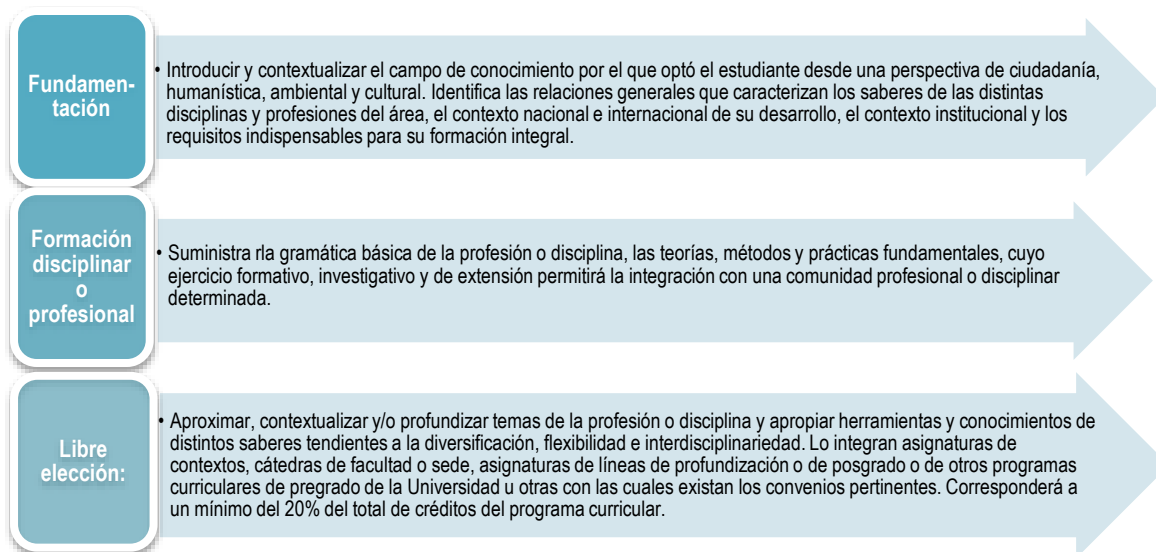 Fundamen-
tación
• Introducir y contextualizar el campo de conocimiento por el que optó el estudiante desde una perspectiva de ciudadanía,
humanística, ambiental y cultural. Identifica las relaciones generales que caracterizan los saberes de las distintas
disciplinas y profesiones del área, el contexto nacional e internacional de su desarrollo, el contexto institucional y los
requisitos indispensables para su formación integral.
Formación
disciplinar
o
profesional
• Suministra rla gramática básica de la profesión o disciplina, las teorías, métodos y prácticas fundamentales, cuyo
ejercicio formativo, investigativo y de extensión permitirá la integración con una comunidad profesional o disciplinar
determinada.
Libre
elección:
• Aproximar, contextualizar y/o profundizar temas de la profesión o disciplina y apropiar herramientas y conocimientos de
distintos saberes tendientes a la diversificación, flexibilidad e interdisciplinariedad. Lo integran asignaturas de
contextos, cátedras de facultad o sede, asignaturas de líneas de profundización o de posgrado o de otros programas
curriculares de pregrado de la Universidad u otras con las cuales existan los convenios pertinentes. Corresponderá a
un mínimo del 20% del total de créditos del programa curricular.